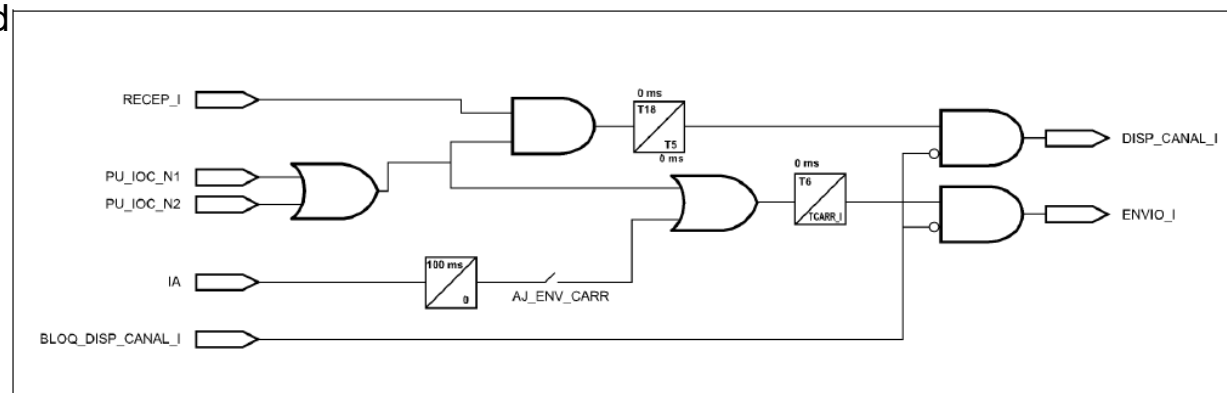 d
RECEP_I
0 ms
T18
T5
0 ms
DISP_CANAL_I
PU_IOC_N1
PU_IOC_N2
0 ms
T6
TCARR_I
ENVIO_I
IA
100 ms
0
AJ_ENV_CARR
BLOQ_DISP_CANAL_I